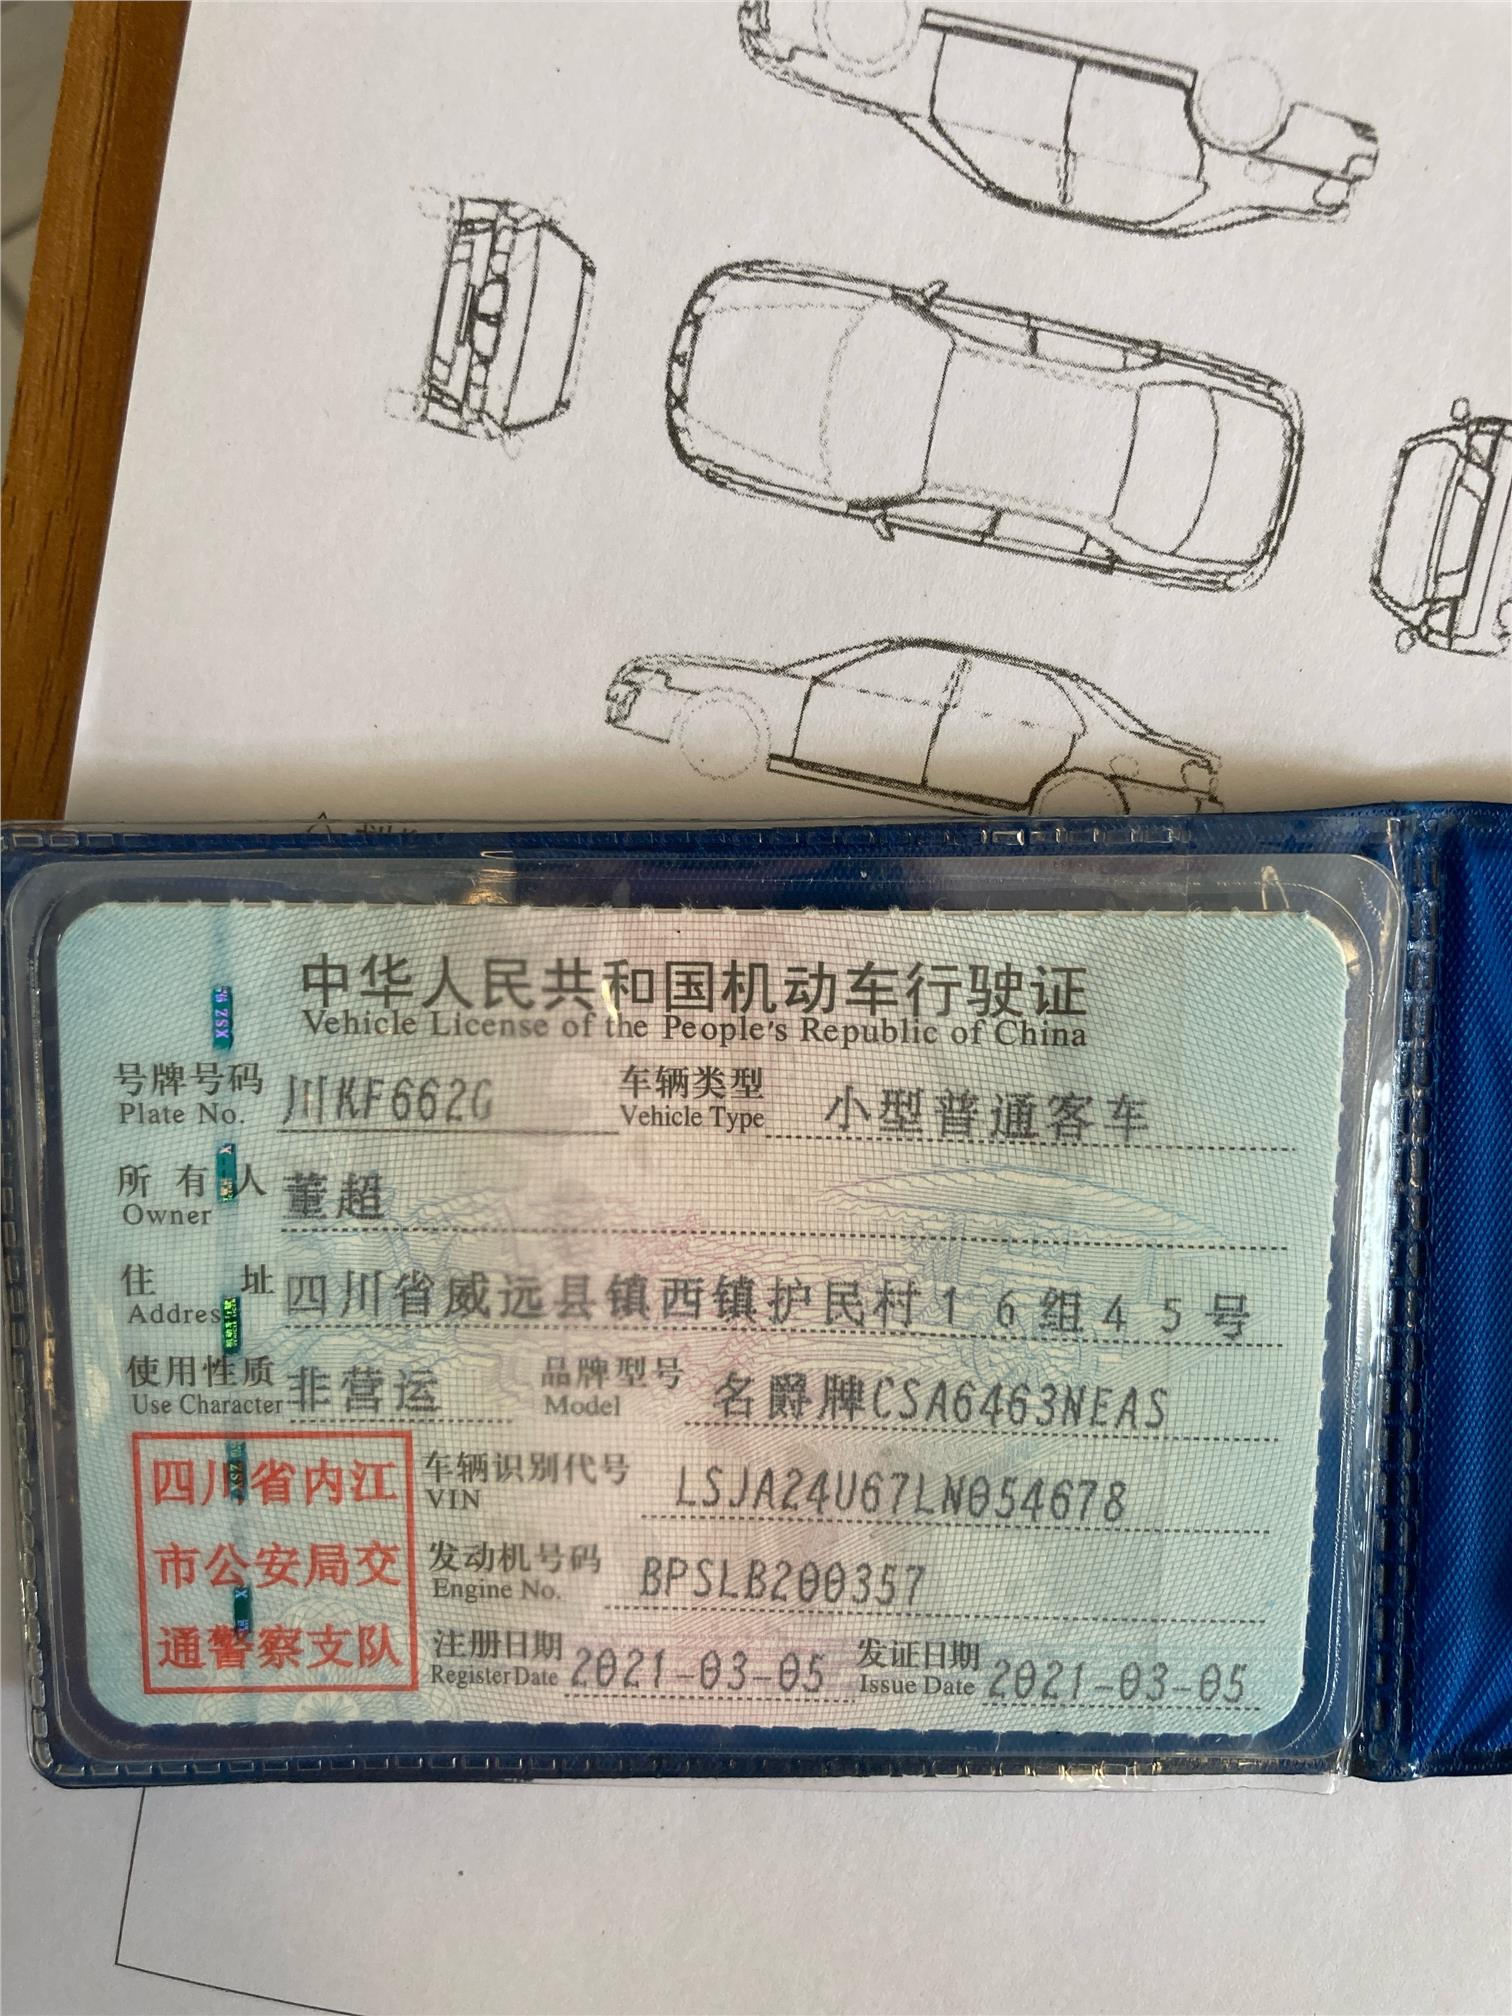 中华人民共和国机动车行驶证
Vehicle License of the People's Republic of China
号牌号码 川KF662G 车辆类型 小型普通客车
Plate No. Vehicle Type
所有人 董超
Owner
住址 四川省威远县镇西镇护民村16组45号
Address
使用性质 非营运 品牌型号 名爵牌CSA6463NEAS
Use Character Model
四川省内江
市公安局交
通警察支队
车辆识别代号 LSJA24U67LN054678
VIN
发动机号码 BPSLB200357
Engine No.
注册日期 2021-03-05 发证日期 2021-03-05
Register Date Issue Date